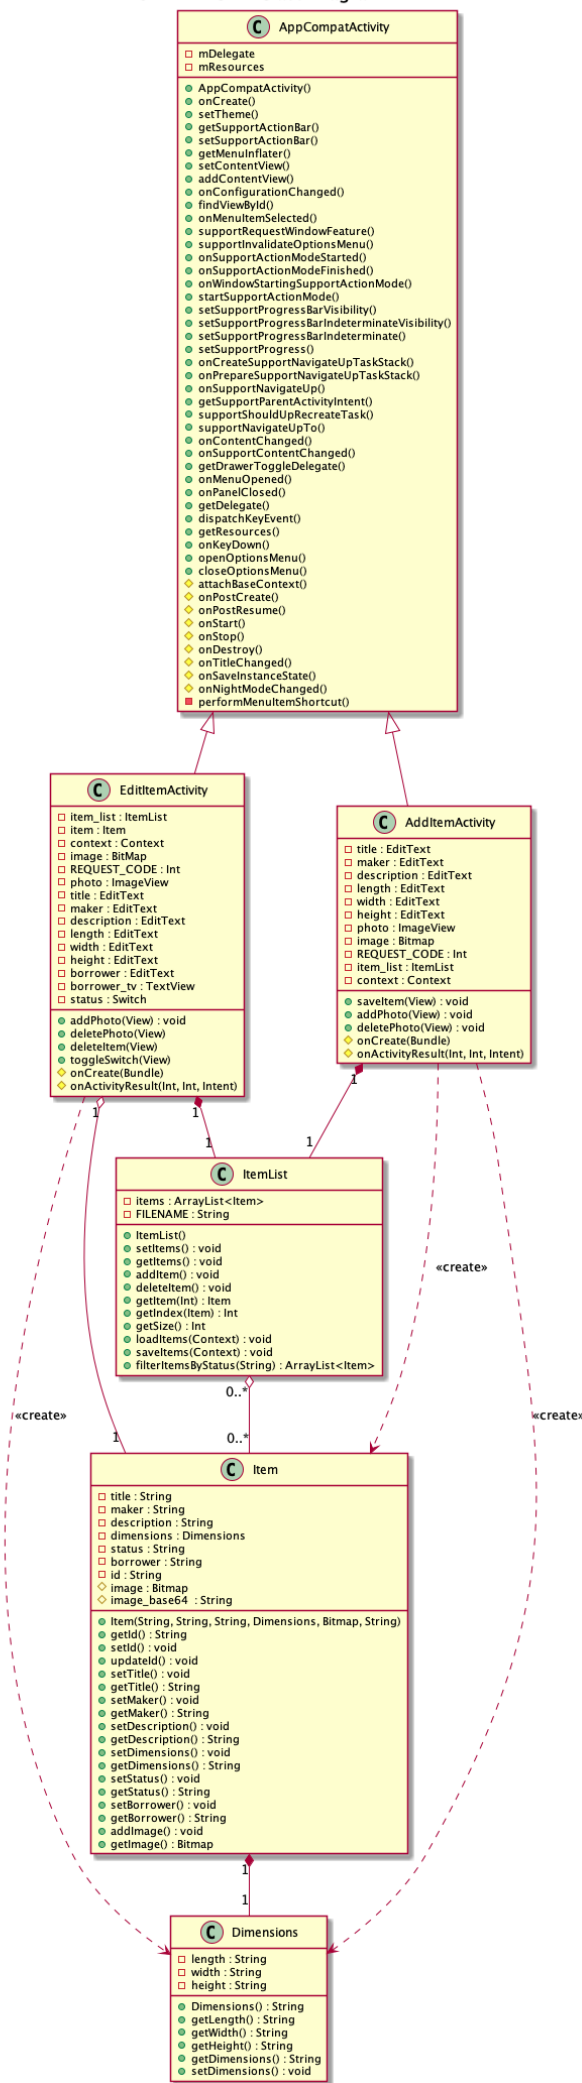 C AppCompatActivity
mDelegate
mResources
AppCompatActivity()
onCreate()
setTheme()
getSupportActionBar()
setSupportActionBar()
getMenuInflater()
setContentView()
addContentView()
onConfigurationChanged()
findViewById()
onMenuItemSelected()
supportRequestWindowFeature()
supportInvalidateOptionsMenu()
onSupportActionModeStarted()
onSupportActionModeFinished()
onWindowStartingSupportActionMode()
startSupportActionMode()
setSupportProgressBarVisibility()
setSupportProgressBarIndeterminateVisibility()
setSupportProgressBarIndeterminate()
setSupportProgress()
onCreateSupportNavigateUpTaskStack()
onPrepareSupportNavigateUpTaskStack()
onSupportNavigateUp()
getSupportParentActivityIntent()
supportShouldUpRecreateTask()
supportNavigateUpTo()
onContentChanged()
onSupportContentChanged()
getDrawerToggleDelegate()
onMenuOpened()
onPanelClosed()
getDelegate()
dispatchKeyEvent()
getResources()
onKeyDown()
openOptionsMenu()
closeOptionsMenu()
attachBaseContext()
onPostCreate()
onPostResume()
onStart()
onStop()
onDestroy()
onTitleChanged()
onSaveInstanceState()
onNightModeChanged()
performMenuItemShortcut()
C EditItemActivity
item_list : ItemList
item : Item
context : Context
image : BitMap
REQUEST_CODE : Int
photo : ImageView
title : EditText
maker : EditText
description : EditText
length : EditText
width : EditText
height : EditText
borrower : EditText
borrower_tv : TextView
status : Switch
addPhoto(View) : void
deletePhoto(View)
deleteItem(View)
toggleSwitch(View)
onCreate(Bundle)
onActivityResult(Int, Int, Intent)
C AddItemActivity
title : EditText
maker : EditText
description : EditText
length : EditText
width : EditText
height : EditText
photo : ImageView
image : Bitmap
REQUEST_CODE : Int
item_list : ItemList
context : Context
saveItem(View) : void
addPhoto(View) : void
deletePhoto(View) : void
onCreate(Bundle)
onActivityResult(Int, Int, Intent)
1
1
1
1
1
C ItemList
items : ArrayList<Item>
FILENAME : String
ItemList()
setItems() : void
getItems() : void
addItem() : void
deleteItem() : void
getItem(Int) : Item
getIndex(Item) : Int
getSize() : Int
loadItems(Context) : void
saveItems(Context) : void
filterItemsByStatus(String) : ArrayList<Item>
«create»
0..*
«create»
«create»
1
0..*
C Item
title : String
maker : String
description : String
dimensions : Dimensions
status : String
borrower : String
id : String
image : Bitmap
image_base64 : String
Item(String, String, String, Dimensions, Bitmap, String)
getId() : String
setId() : void
updateId() : void
setTitle() : void
getTitle() : String
setMaker() : void
getMaker() : String
setDescription() : void
getDescription() : String
setDimensions() : void
getDimensions() : String
setStatus() : void
getStatus() : String
setBorrower() : void
getBorrower() : String
addImage() : void
getImage() : Bitmap
1
1
C Dimensions
length : String
width : String
height : String
Dimensions() : String
getLength() : String
getWidth() : String
getHeight() : String
getDimensions() : String
setDimensions() : void